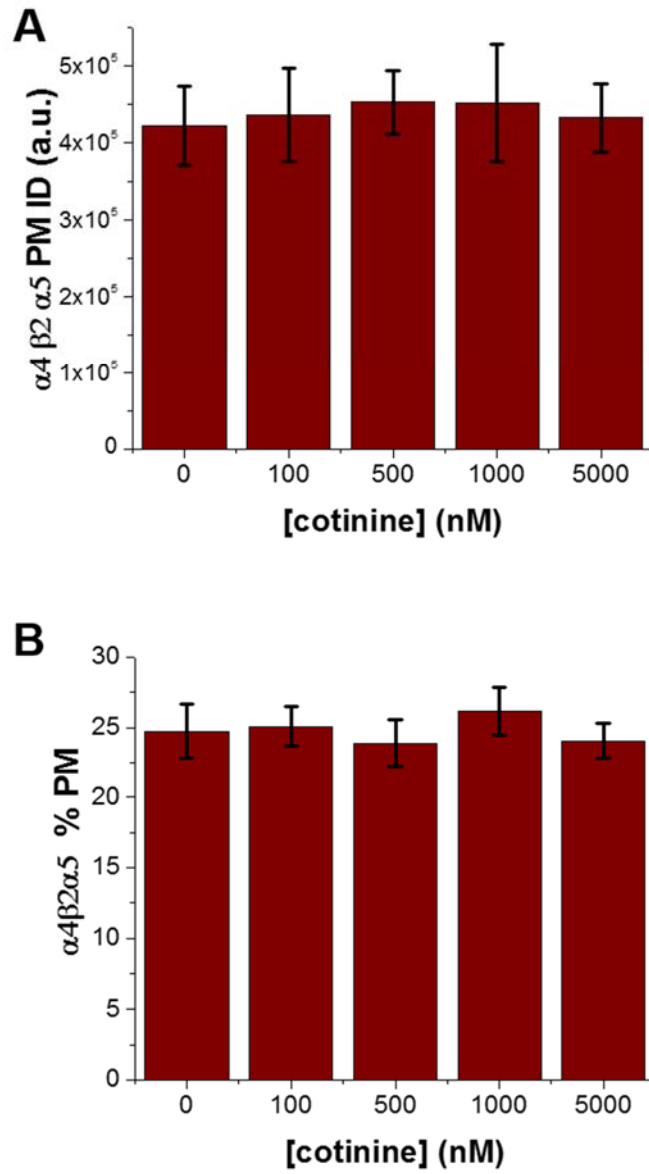 A
α4 β2 α5 PM ID (a.u.)
5x10⁵
4x10⁵
3x10⁵
2x10⁵
1x10⁵
0
0 100 500 1000 5000
[cotinine] (nM)
B
α4β2α5 % PM
30
25
20
15
10
5
0
0 100 500 1000 5000
[cotinine] (nM)